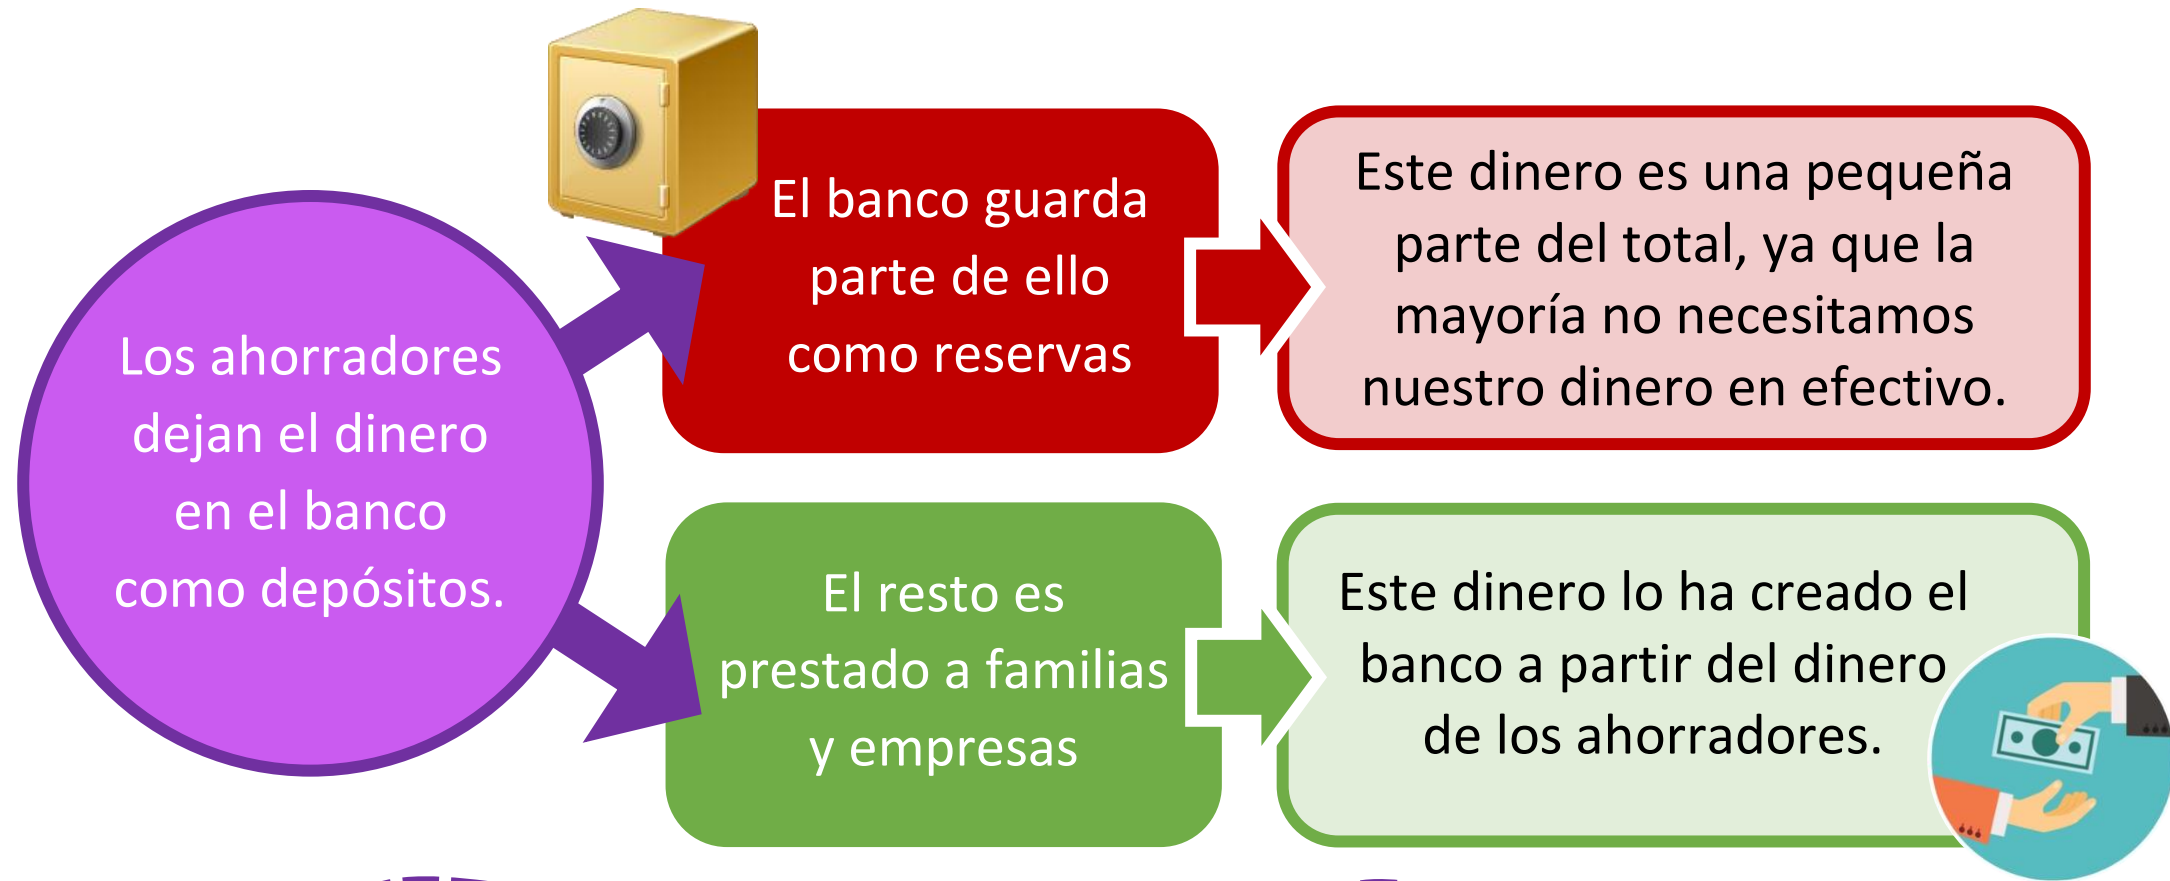 Los ahorradores
dejan el dinero
en el banco
como depósitos.
El banco guarda
parte de ello
como reservas
Este dinero es una pequeña
parte del total, ya que la
mayoría no necesitamos
nuestro dinero en efectivo.
El resto es
prestado a familias
y empresas
Este dinero lo ha creado el
banco a partir del dinero
de los ahorradores.